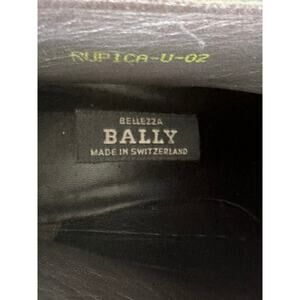 RUPICA-U-02
BELLEZZA
BALLY
MADE IN SWITZERLAND